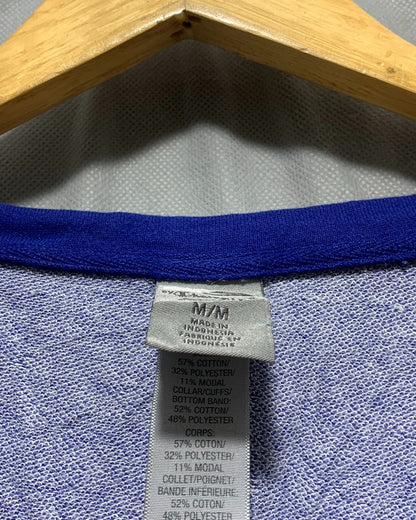 M/M
MADE IN
INDONESIA
FABRIQUE EN
INDONESIE
57% COTTON/
32% POLYESTER/
11% MODAL
COLLAR/CUFFS/
BOTTOM BAND:
52% COTTON/
48% POLYESTER
CORPS:
57% COTON/
32% POLYESTER/
11% MODAL
COLLET/POIGNET/
BANDE INFÉRIEURE:
52% COTON/
48% POLYESTER